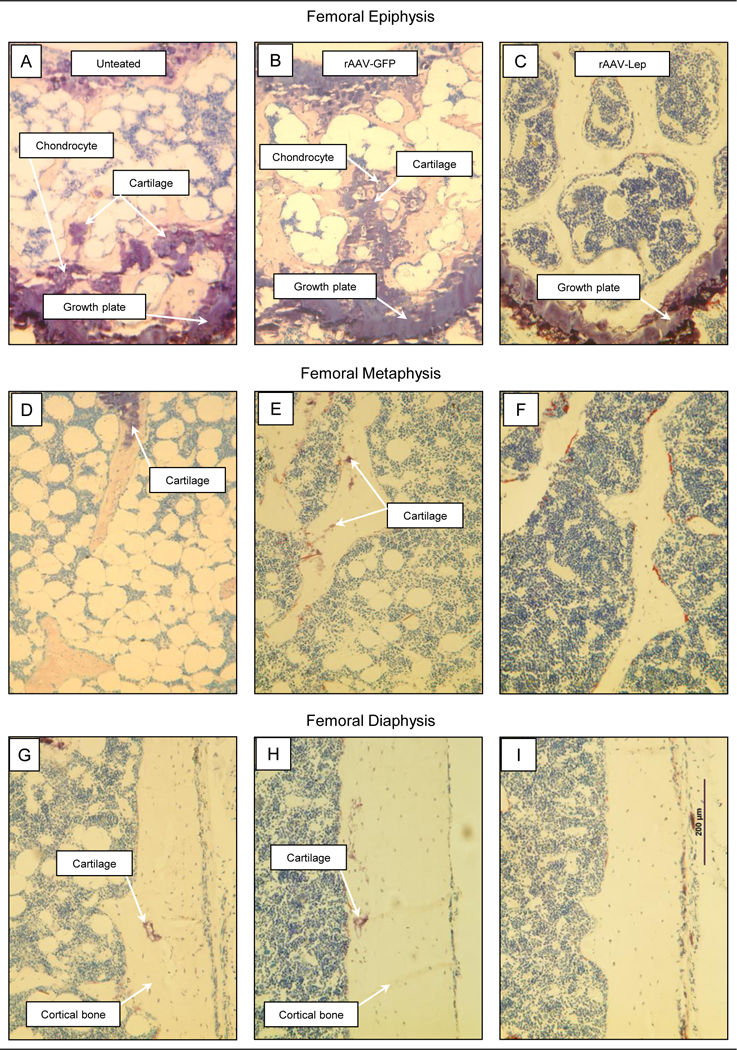 Femoral Epiphysis
A
Unteated
B
rAAV-GFP
C
rAAV-Lep
Chondrocyte
Cartilage
Growth plate
Chondrocyte
Cartilage
Growth plate
Growth plate
Femoral Metaphysis
D
Cartilage
E
Cartilage
F
Femoral Diaphysis
G
Cartilage
Cortical bone
H
Cartilage
Cortical bone
I
200 µm